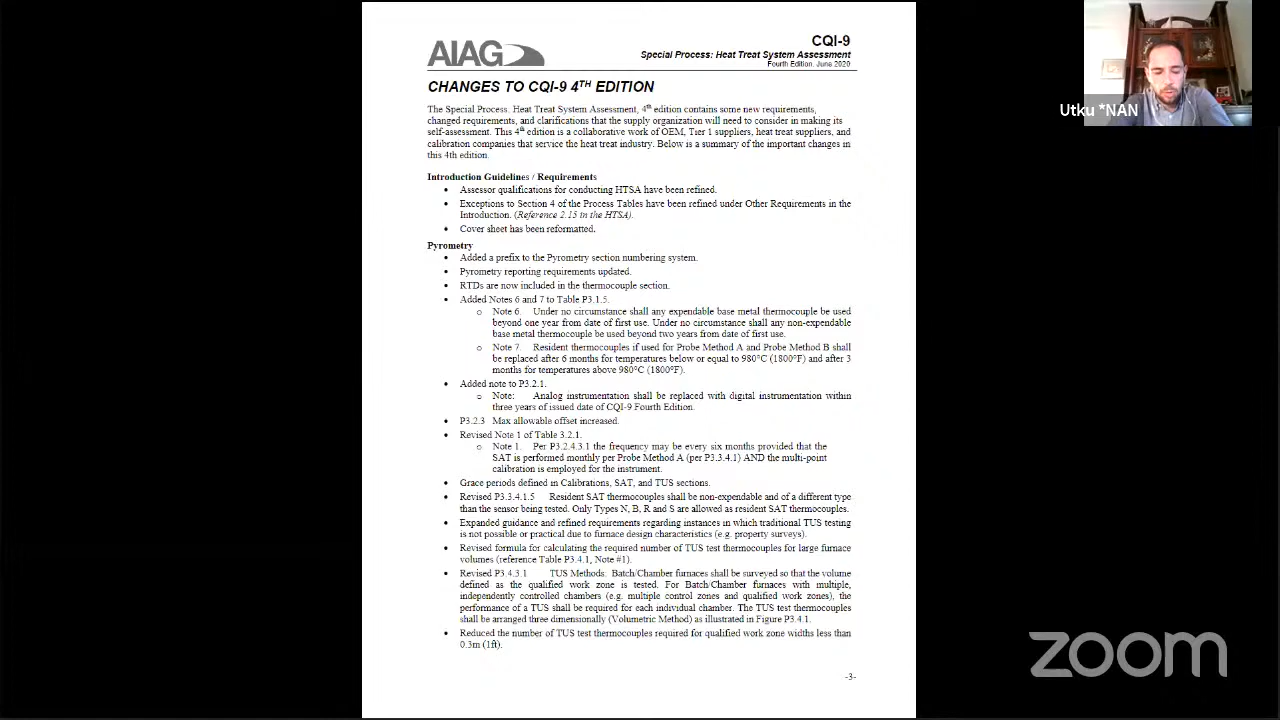 AIAG
CQI-9
Special Process: Heat Treat System Assessment
Fourth Edition, June 2020
CHANGES TO CQI-9 4TH EDITION
The Special Process: Heat Treat System Assessment, 4th edition contains some new requirements,
changed requirements, and clarifications that the supply organization will need to consider in making its
self-assessment. This 4th edition is a collaborative work of OEM, Tier 1 suppliers, heat treat suppliers, and
calibration companies that service the heat treat industry. Below is a summary of the important changes in
this 4th edition.
Introduction Guidelines / Requirements
• Assessor qualifications for conducting HTSA have been refined.
• Exceptions to Section 4 of the Process Tables have been refined under Other Requirements in the
Introduction. (Reference 2.15 in the HTSA).
• Cover sheet has been reformatted.
Pyrometry
• Added a prefix to the Pyrometry section numbering system.
• Pyrometry reporting requirements updated.
• RTDs are now included in the thermocouple section.
• Added Notes 6 and 7 to Table P3.1.5.
o Note 6. Under no circumstance shall any expendable base metal thermocouple be used
beyond one year from date of first use. Under no circumstance shall any non-expendable
base metal thermocouple be used beyond two years from date of first use.
o Note 7. Resident thermocouples if used for Probe Method A and Probe Method B shall
be replaced after 6 months for temperatures below or equal to 980°C (1800°F) and after 3
months for temperatures above 980°C (1800°F).
• Added note to P3.2.1.
o Note: Analog instrumentation shall be replaced with digital instrumentation within
three years of issued date of CQI-9 Fourth Edition.
• P3.2.3 Max allowable offset increased.
• Revised Note 1 of Table 3.2.1.
o Note 1. Per P3.2.4.3.1 the frequency may be every six months provided that the
SAT is performed monthly per Probe Method A (per P3.3.4.1) AND the multi-point
calibration is employed for the instrument.
• Grace periods defined in Calibrations, SAT, and TUS sections.
• Revised P3.3.4.1.5 Resident SAT thermocouples shall be non-expendable and of a different type
than the sensor being tested. Only Types N, B, R and S are allowed as resident SAT thermocouples.
• Expanded guidance and refined requirements regarding instances in which traditional TUS testing
is not possible or practical due to furnace design characteristics (e.g. property surveys).
• Revised formula for calculating the required number of TUS test thermocouples for large furnace
volumes (reference Table P3.4.1, Note #1).
• Revised P3.4.3.1 TUS Methods: Batch/Chamber furnaces shall be surveyed so that the volume
defined as the qualified work zone is tested. For Batch/Chamber furnaces with multiple,
independently controlled chambers (e.g. multiple control zones and qualified work zones), the
performance of a TUS shall be required for each individual chamber. The TUS test thermocouples
shall be arranged three dimensionally (Volumetric Method) as illustrated in Figure P3.4.1.
• Reduced the number of TUS test thermocouples required for qualified work zone widths less than
0.3m (1ft).
-3-
Utku *NAN
zoom